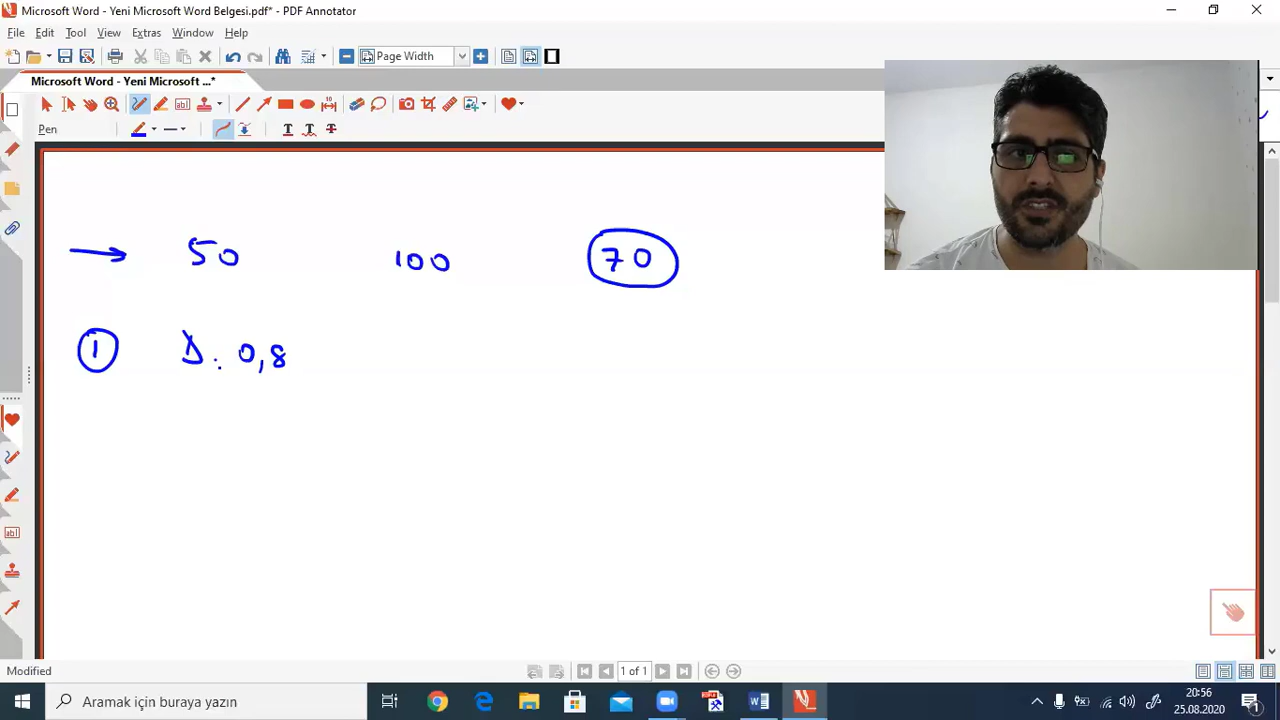 Microsoft Word - Yeni Microsoft Word Belgesi.pdf* - PDF Annotator
File Edit Tool View Extras Window Help
Page Width
Microsoft Word - Yeni Microsoft ...*
Pen
→ 50 100 70
1 D: 0,8
Modified
1 of 1
Aramak için buraya yazın
20:56
25.08.2020
1